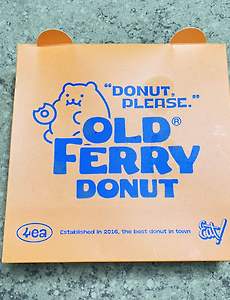 "DONUT,
PLEASE."
OLD®
FERRY
DONUT
4ea
Established in 2016, the best donut in town